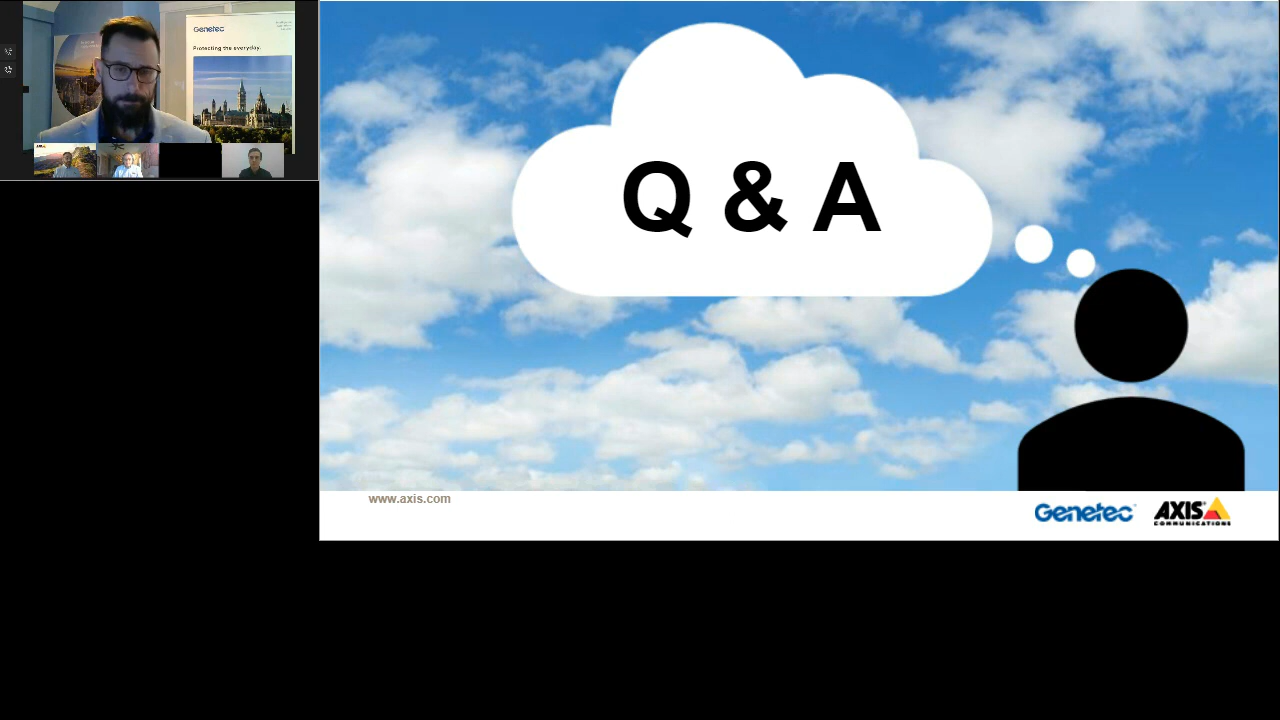 Genetec
Protecting the everyday.
Q & A
www.axis.com
Genetec
AXIS
COMMUNICATIONS